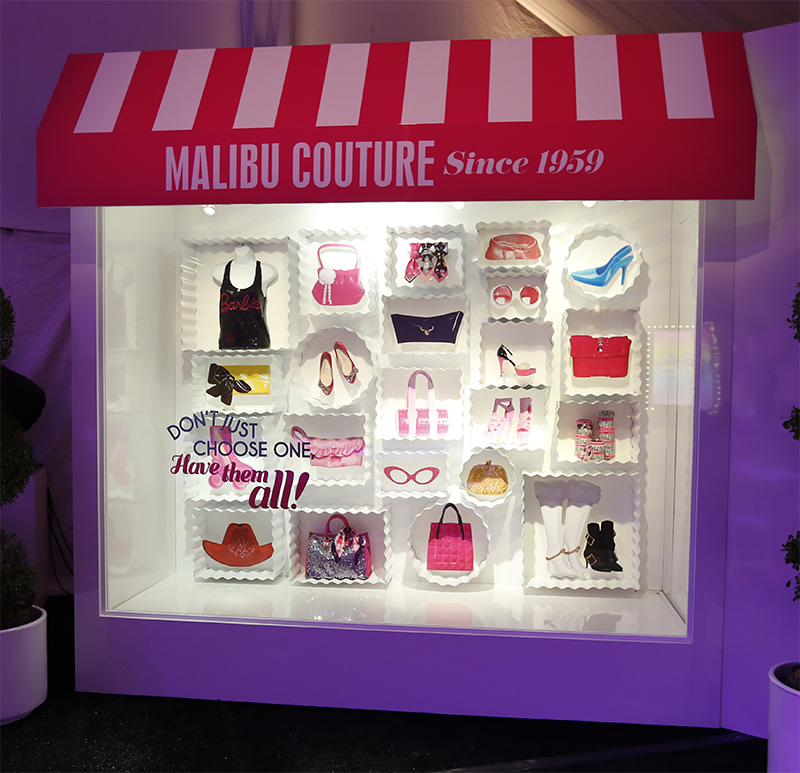 MALIBU COUTURE Since 1959
Barbie
DON'T JUST
CHOOSE ONE,
Have them
all!